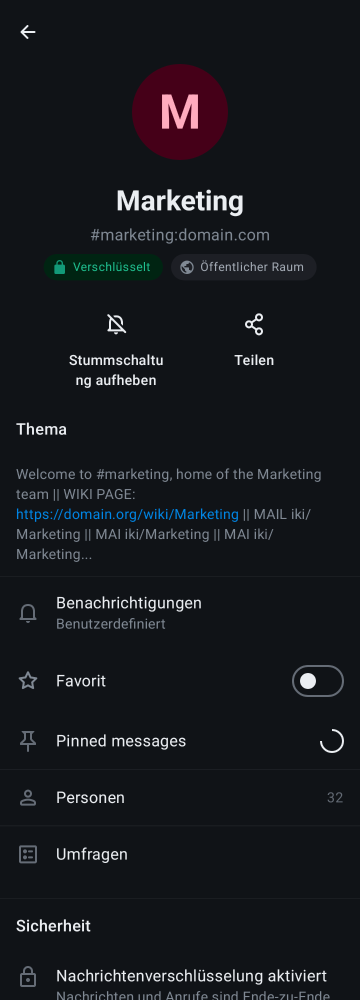 M
Marketing
#marketing:domain.com
Verschlüsselt
Öffentlicher Raum
Stummschaltu
ng aufheben
Teilen
Thema
Welcome to #marketing, home of the Marketing
team || WIKI PAGE:
https://domain.org/wiki/Marketing || MAIL iki/
Marketing || MAI iki/Marketing || MAI iki/
Marketing...
Benachrichtigungen
Benutzerdefiniert
Favorit
Pinned messages
Personen
32
Umfragen
Sicherheit
Nachrichtenverschlüsselung aktiviert
Nachrichten und Anrufe sind Ende-zu-Ende